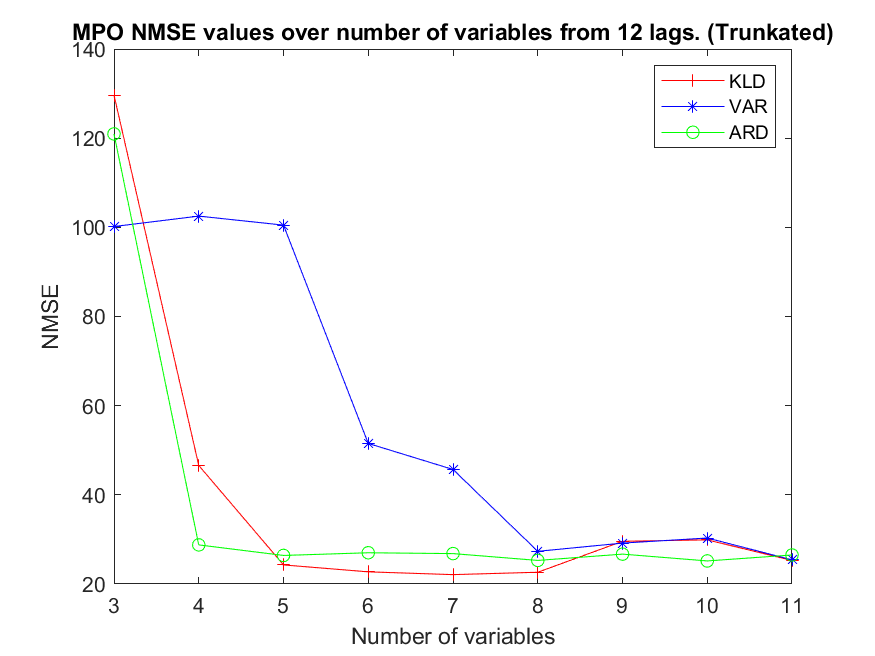 MPO NMSE values over number of variables from 12 lags. (Trunkated)
140
120
100
80
60
40
20
NMSE
KLD
VAR
ARD
3 4 5 6 7 8 9 10 11
Number of variables